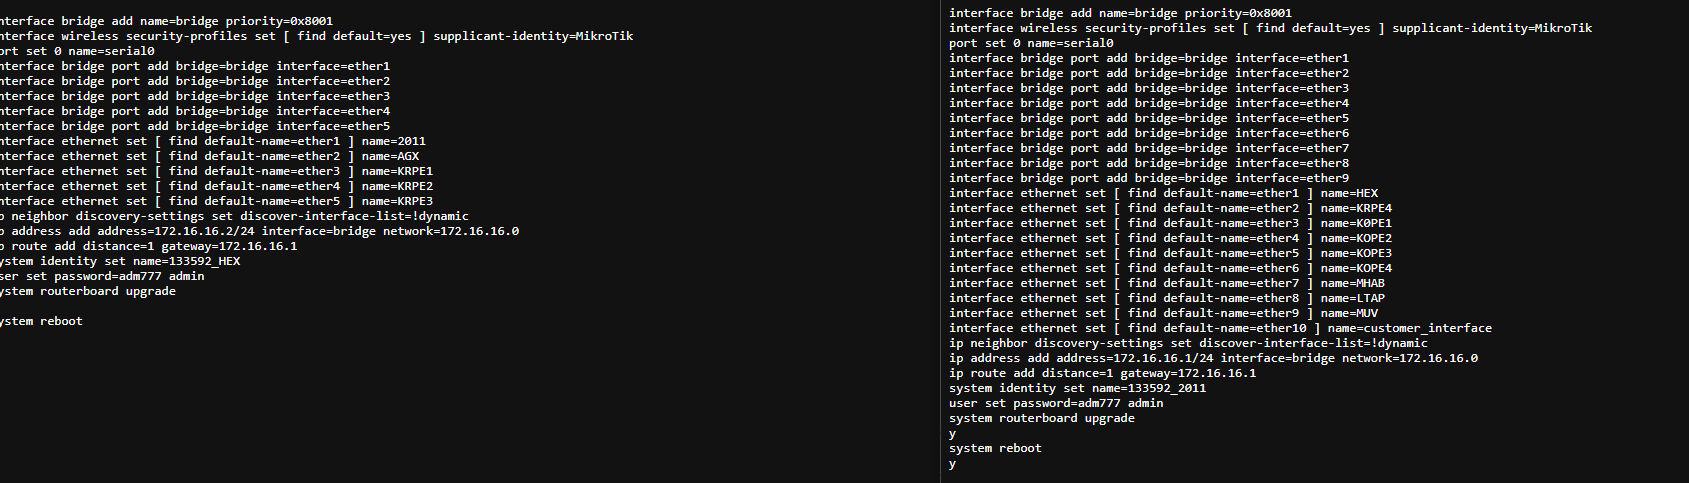 nterface bridge add name=bridge priority=0x8001
nterface wireless security-profiles set [ find default=yes ] supplicant-identity=MikroTik
ort set 0 name=serial0
nterface bridge port add bridge=bridge interface=ether1
nterface bridge port add bridge=bridge interface=ether2
nterface bridge port add bridge=bridge interface=ether3
nterface bridge port add bridge=bridge interface=ether4
nterface bridge port add bridge=bridge interface=ether5
nterface ethernet set [ find default-name=ether1 ] name=2011
nterface ethernet set [ find default-name=ether2 ] name=AGX
nterface ethernet set [ find default-name=ether3 ] name=KRPE1
nterface ethernet set [ find default-name=ether4 ] name=KRPE2
nterface ethernet set [ find default-name=ether5 ] name=KRPE3
p neighbor discovery-settings set discover-interface-list=!dynamic
p address add address=172.16.16.2/24 interface=bridge network=172.16.16.0
p route add distance=1 gateway=172.16.16.1
ystem identity set name=133592_HEX
ser set password=adm777 admin
ystem routerboard upgrade
ystem reboot
interface bridge add name=bridge priority=0x8001
interface wireless security-profiles set [ find default=yes ] supplicant-identity=MikroTik
port set 0 name=serial0
interface bridge port add bridge=bridge interface=ether1
interface bridge port add bridge=bridge interface=ether2
interface bridge port add bridge=bridge interface=ether3
interface bridge port add bridge=bridge interface=ether4
interface bridge port add bridge=bridge interface=ether5
interface bridge port add bridge=bridge interface=ether6
interface bridge port add bridge=bridge interface=ether7
interface bridge port add bridge=bridge interface=ether8
interface bridge port add bridge=bridge interface=ether9
interface ethernet set [ find default-name=ether1 ] name=HEX
interface ethernet set [ find default-name=ether2 ] name=KRPE4
interface ethernet set [ find default-name=ether3 ] name=K0PE1
interface ethernet set [ find default-name=ether4 ] name=KOPE2
interface ethernet set [ find default-name=ether5 ] name=KOPE3
interface ethernet set [ find default-name=ether6 ] name=KOPE4
interface ethernet set [ find default-name=ether7 ] name=MHAB
interface ethernet set [ find default-name=ether8 ] name=LTAP
interface ethernet set [ find default-name=ether9 ] name=MUV
interface ethernet set [ find default-name=ether10 ] name=customer_interface
ip neighbor discovery-settings set discover-interface-list=!dynamic
ip address add address=172.16.16.1/24 interface=bridge network=172.16.16.0
ip route add distance=1 gateway=172.16.16.1
system identity set name=133592_2011
user set password=adm777 admin
system routerboard upgrade
y
system reboot
y